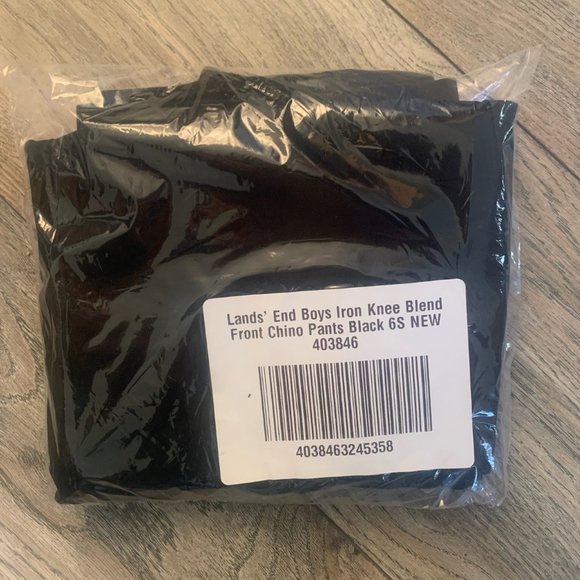 Lands' End Boys Iron Knee Blend
Front Chino Pants Black 6S NEW
403846
4038463245358